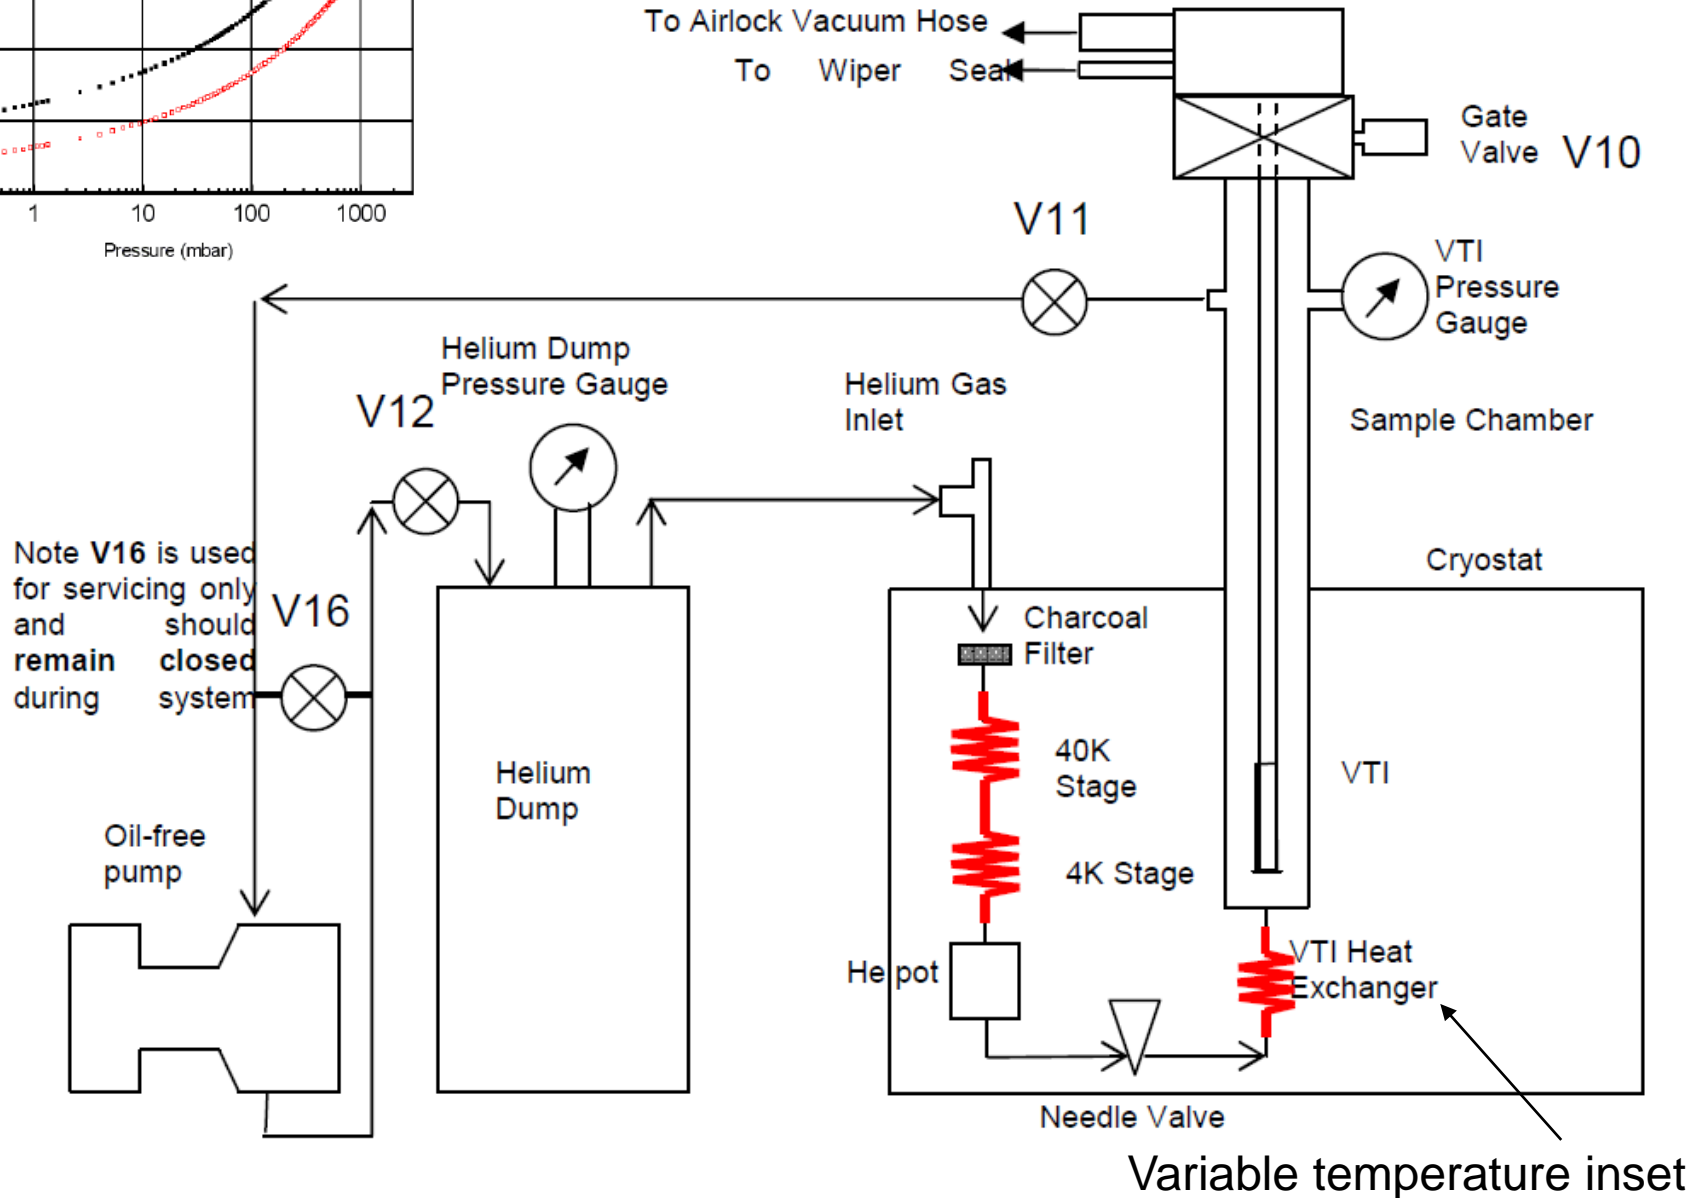 To Airlock Vacuum Hose
To Wiper Seal
Gate
Valve V10
1 10 100 1000
Pressure (mbar)
V11
VTI
Pressure
Gauge
Helium Dump
Pressure Gauge
V12
Helium Gas
Inlet
Sample Chamber
Note V16 is used
for servicing only
and should
remain closed
during system
V16
Cryostat
Charcoal
Filter
40K
Stage
Helium
Dump
VTI
Oil-free
pump
4K Stage
He pot
VTI Heat
Exchanger
Needle Valve
Variable temperature inset